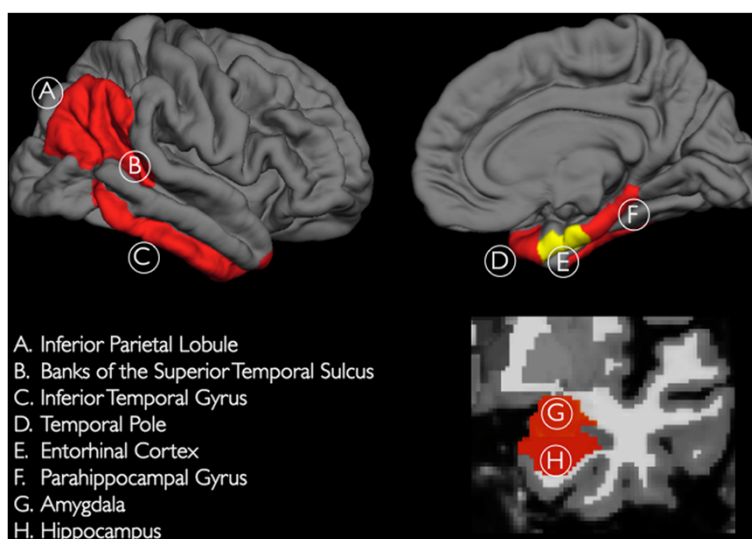 A
B
C
D
E
F
A. Inferior Parietal Lobule
B. Banks of the Superior Temporal Sulcus
C. Inferior Temporal Gyrus
D. Temporal Pole
E. Entorhinal Cortex
F. Parahippocampal Gyrus
G. Amygdala
H. Hippocampus
G
H